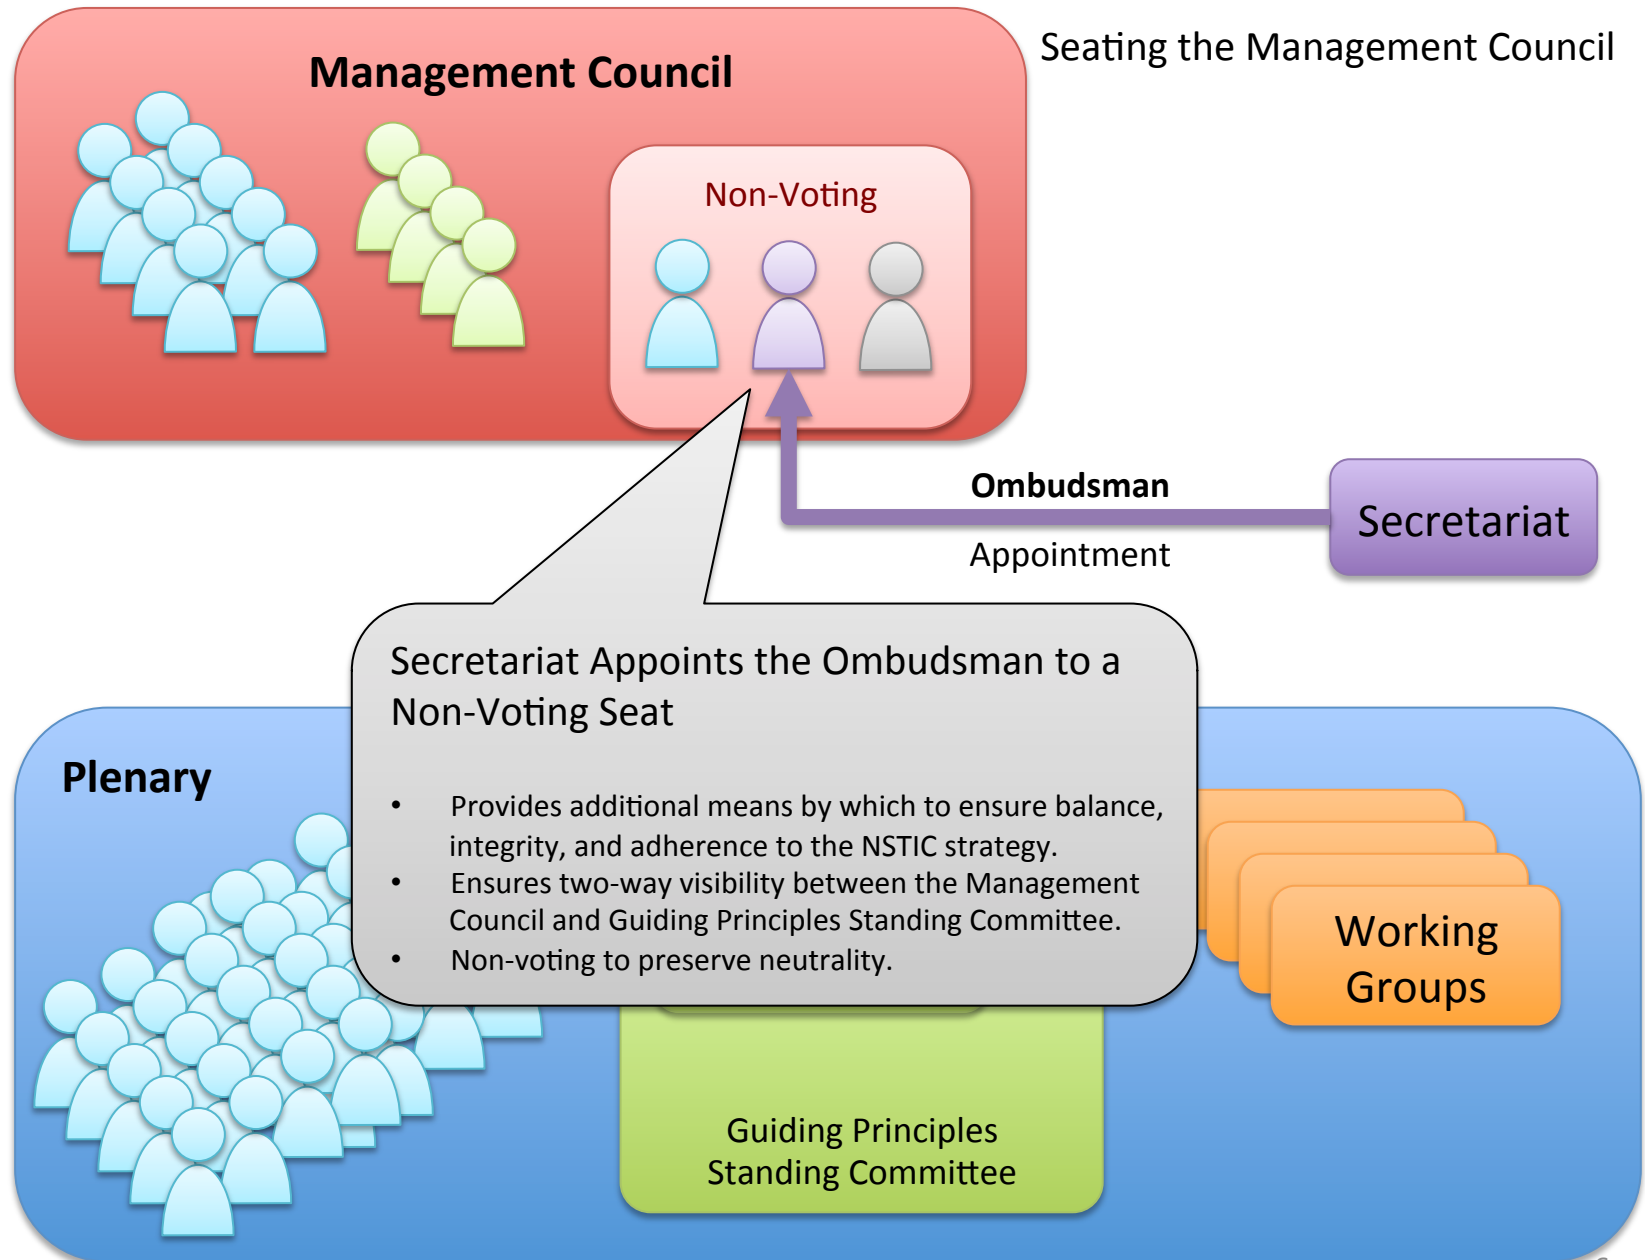 Seating the Management Council
Management Council
Non-Voting
Ombudsman
Appointment
Secretariat
Secretariat Appoints the Ombudsman to a
Non-Voting Seat
• Provides additional means by which to ensure balance,
integrity, and adherence to the NSTIC strategy.
• Ensures two-way visibility between the Management
Council and Guiding Principles Standing Committee.
• Non-voting to preserve neutrality.
Plenary
Working
Groups
Guiding Principles
Standing Committee